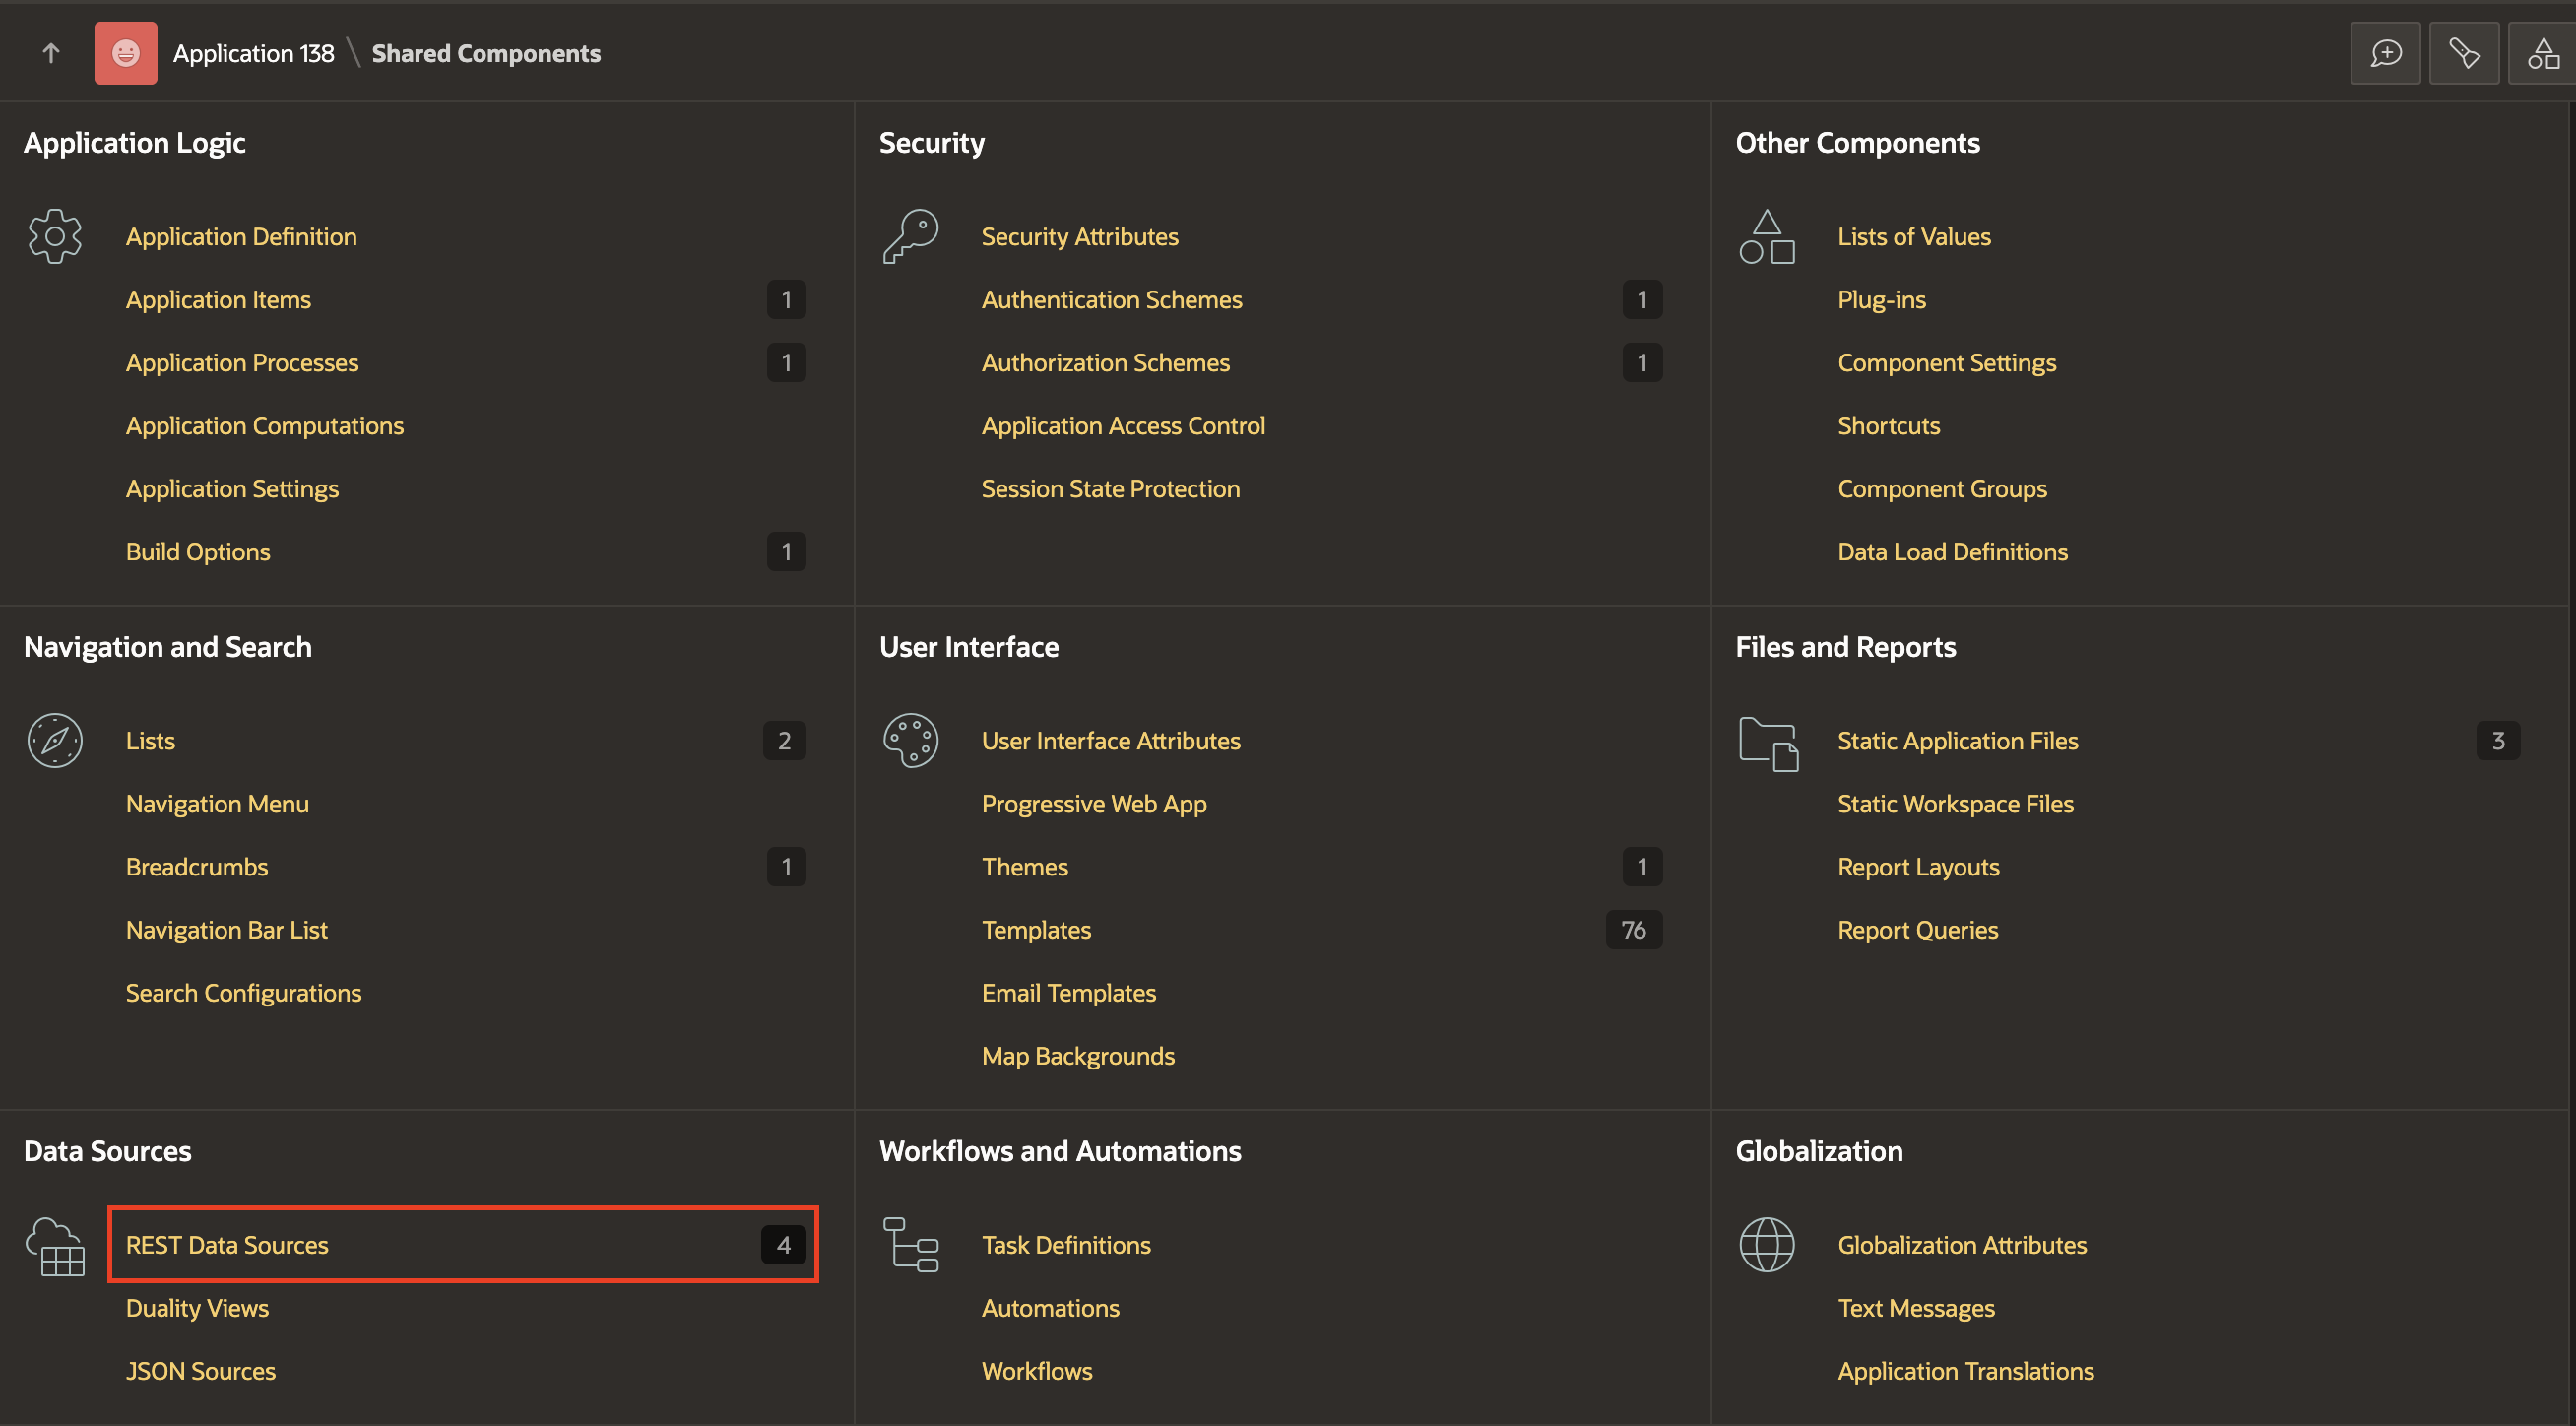 Application 138 \ Shared Components
Application Logic
Application Definition
Application Items 1
Application Processes 1
Application Computations
Application Settings
Build Options 1
Security
Security Attributes
Authentication Schemes 1
Authorization Schemes 1
Application Access Control
Session State Protection
Other Components
Lists of Values
Plug-ins
Component Settings
Shortcuts
Component Groups
Data Load Definitions
Navigation and Search
Lists 2
Navigation Menu
Breadcrumbs 1
Navigation Bar List
Search Configurations
User Interface
User Interface Attributes
Progressive Web App
Themes 1
Templates 76
Email Templates
Map Backgrounds
Files and Reports
Static Application Files 3
Static Workspace Files
Report Layouts
Report Queries
Data Sources
REST Data Sources 4
Duality Views
JSON Sources
Workflows and Automations
Task Definitions
Automations
Workflows
Globalization
Globalization Attributes
Text Messages
Application Translations